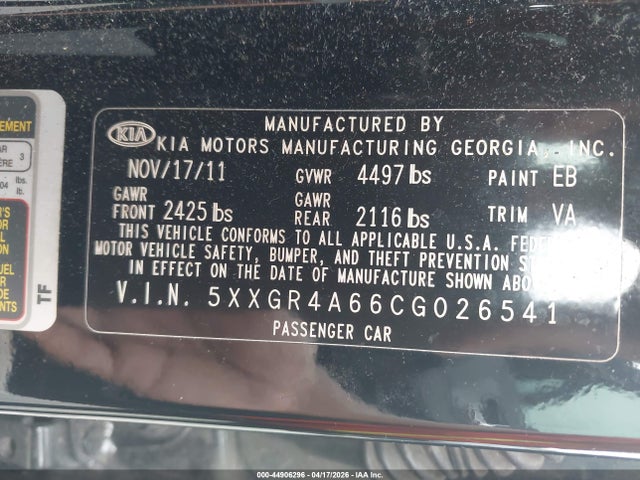 MANUFACTURED BY
KIA KIA MOTORS MANUFACTURING GEORGIA, INC.
NOV/17/11 GVWR 4497 lbs PAINT EB
GAWR FRONT 2425 lbs GAWR REAR 2116 lbs TRIM VA
THIS VEHICLE CONFORMS TO ALL APPLICABLE U.S.A.
MOTOR VEHICLE SAFETY, BUMPER, AND THEFT PREVENTION
IN EFFECT ON THE DATE OF MANUFACTURE SHOWN
V.I.N. 5XXGR4A66CG026541
PASSENGER CAR
TF
3
lbs.
lb.
000-44906296 - 04/17/2026 - IAA Inc.